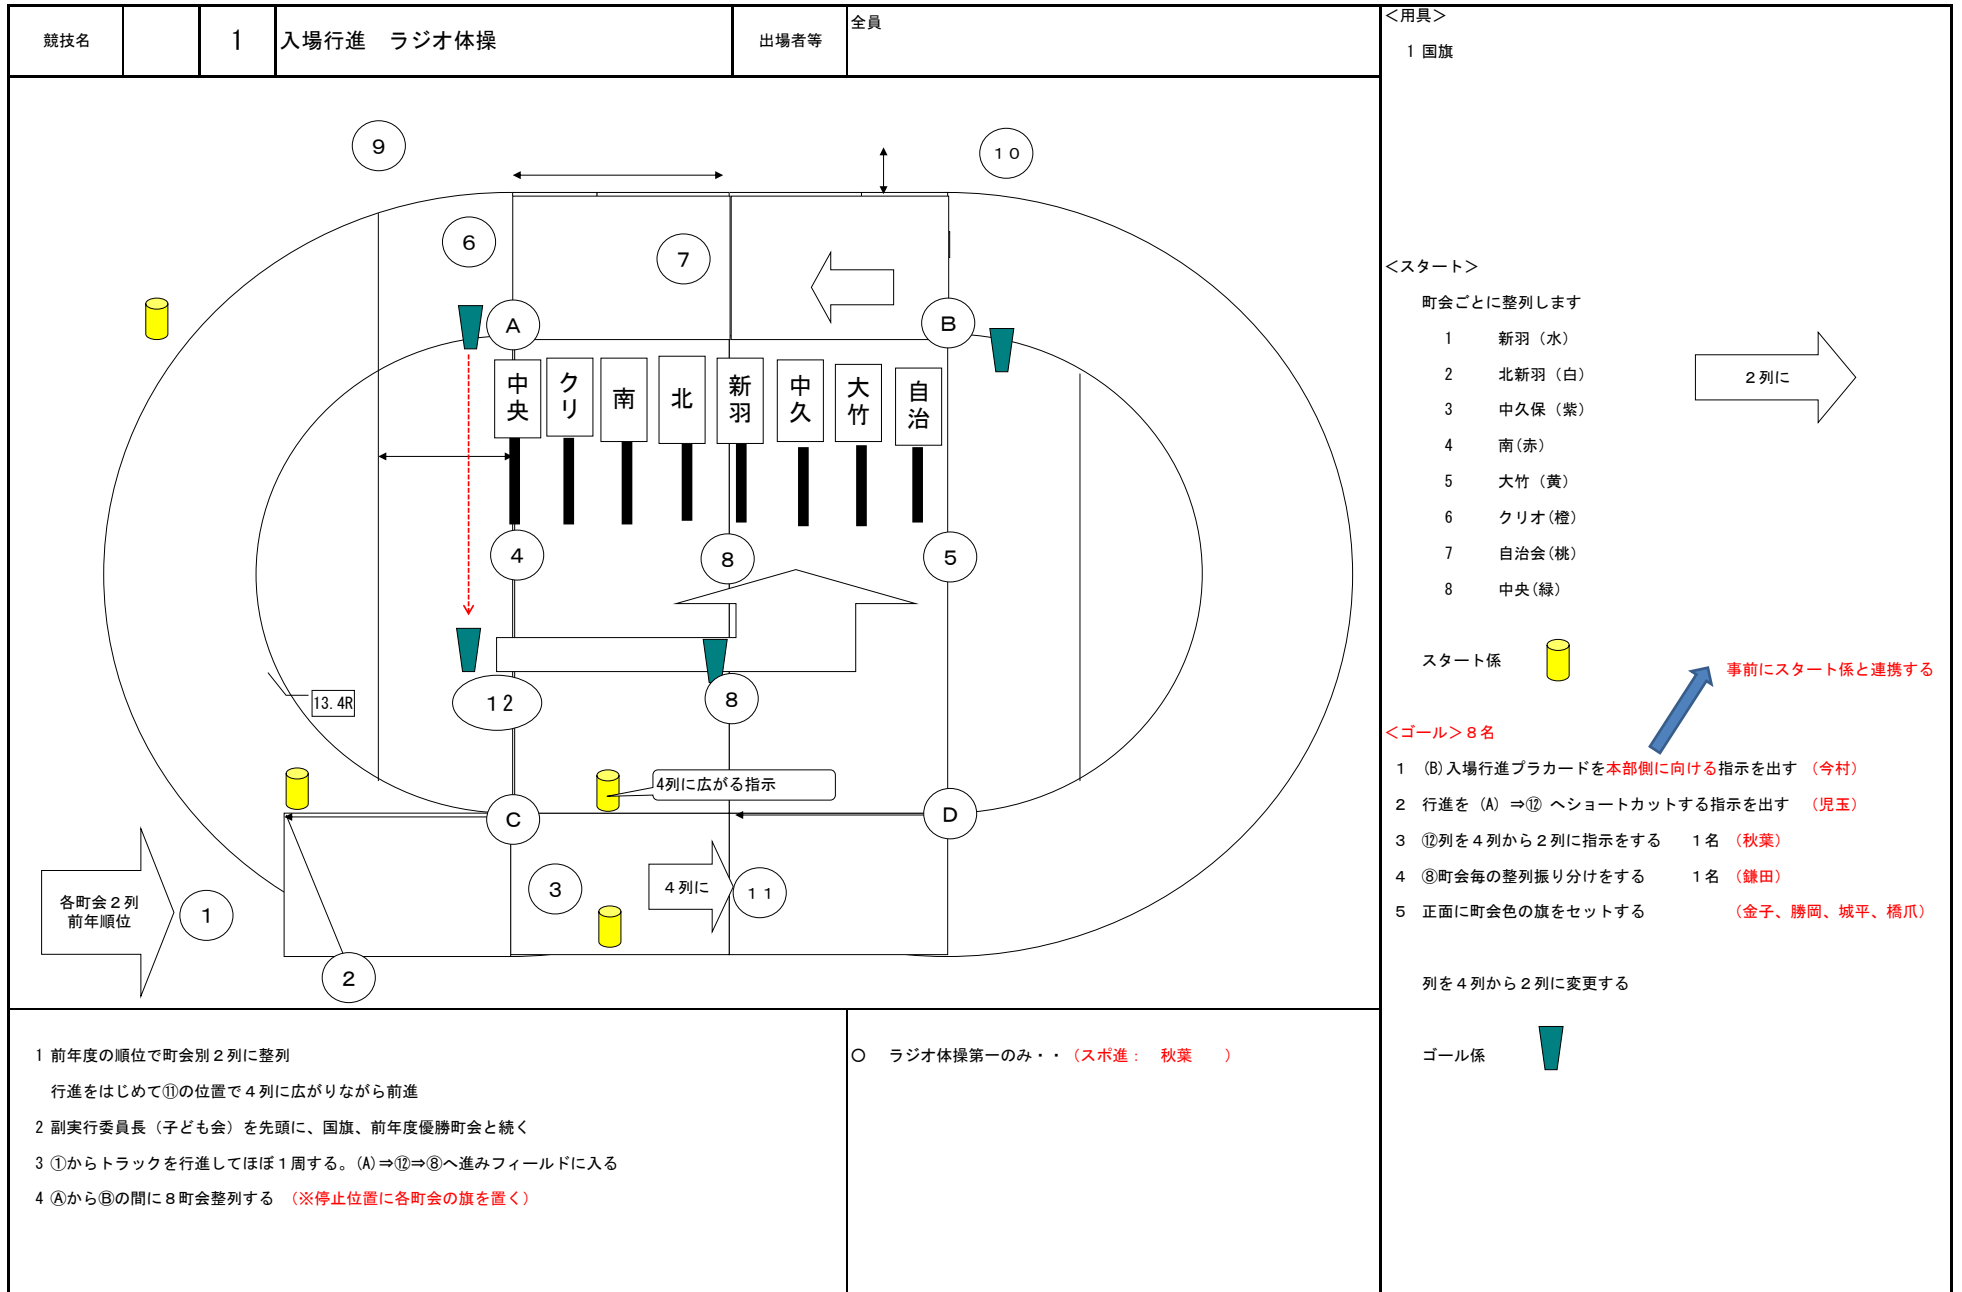 競技名 1 入場行進　ラジオ体操 出場者等 全員
9
10
6
7
A
B
中央
クリ
南
北
新羽
中久
大竹
自治
4
8
5
13.4R
12
8
4列に広がる指示
C
D
各町会２列
前年順位
1
3
４列に
11
2
1 前年度の順位で町会別２列に整列
行進をはじめて⑪の位置で４列に広がりながら前進
2 副実行委員長（子ども会）を先頭に、国旗、前年度優勝町会と続く
3 ①からトラックを行進してほぼ１周する。(A)⇒⑫⇒⑧へ進みフィールドに入る
4 ⒶからⒷの間に８町会整列する　（※停止位置に各町会の旗を置く）
○　ラジオ体操第一のみ・・（スポ進：　秋葉　　）
＜用具＞
1 国旗
＜スタート＞
町会ごとに整列します
1　新羽（水）
2　北新羽（白）
3　中久保（紫）
4　南(赤）
5　大竹（黄）
6　クリオ(橙）
7　自治会(桃）
8　中央(緑）
２列に
スタート係
事前にスタート係と連携する
＜ゴール＞８名
1　(B)入場行進プラカードを本部側に向ける指示を出す　（今村）
2　行進を（A）⇒⑫ へショートカットする指示を出す　（児玉）
3　⑫列を４列から２列に指示をする　１名　（秋葉）
4　⑧町会毎の整列振り分けをする　１名　（鎌田）
5　正面に町会色の旗をセットする　（金子、勝岡、城平、橋爪）
列を４列から２列に変更する
ゴール係